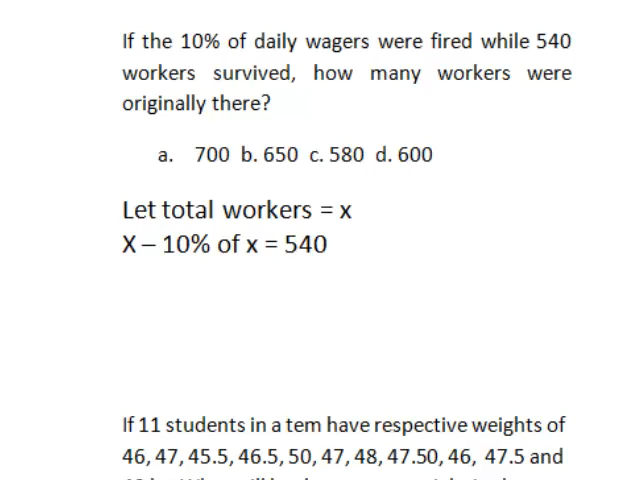 If the 10% of daily wagers were fired while 540
workers survived, how many workers were
originally there?
a. 700 b. 650 c. 580 d. 600
Let total workers = x
X – 10% of x = 540
If 11 students in a tem have respective weights of
46, 47, 45.5, 46.5, 50, 47, 48, 47.50, 46, 47.5 and